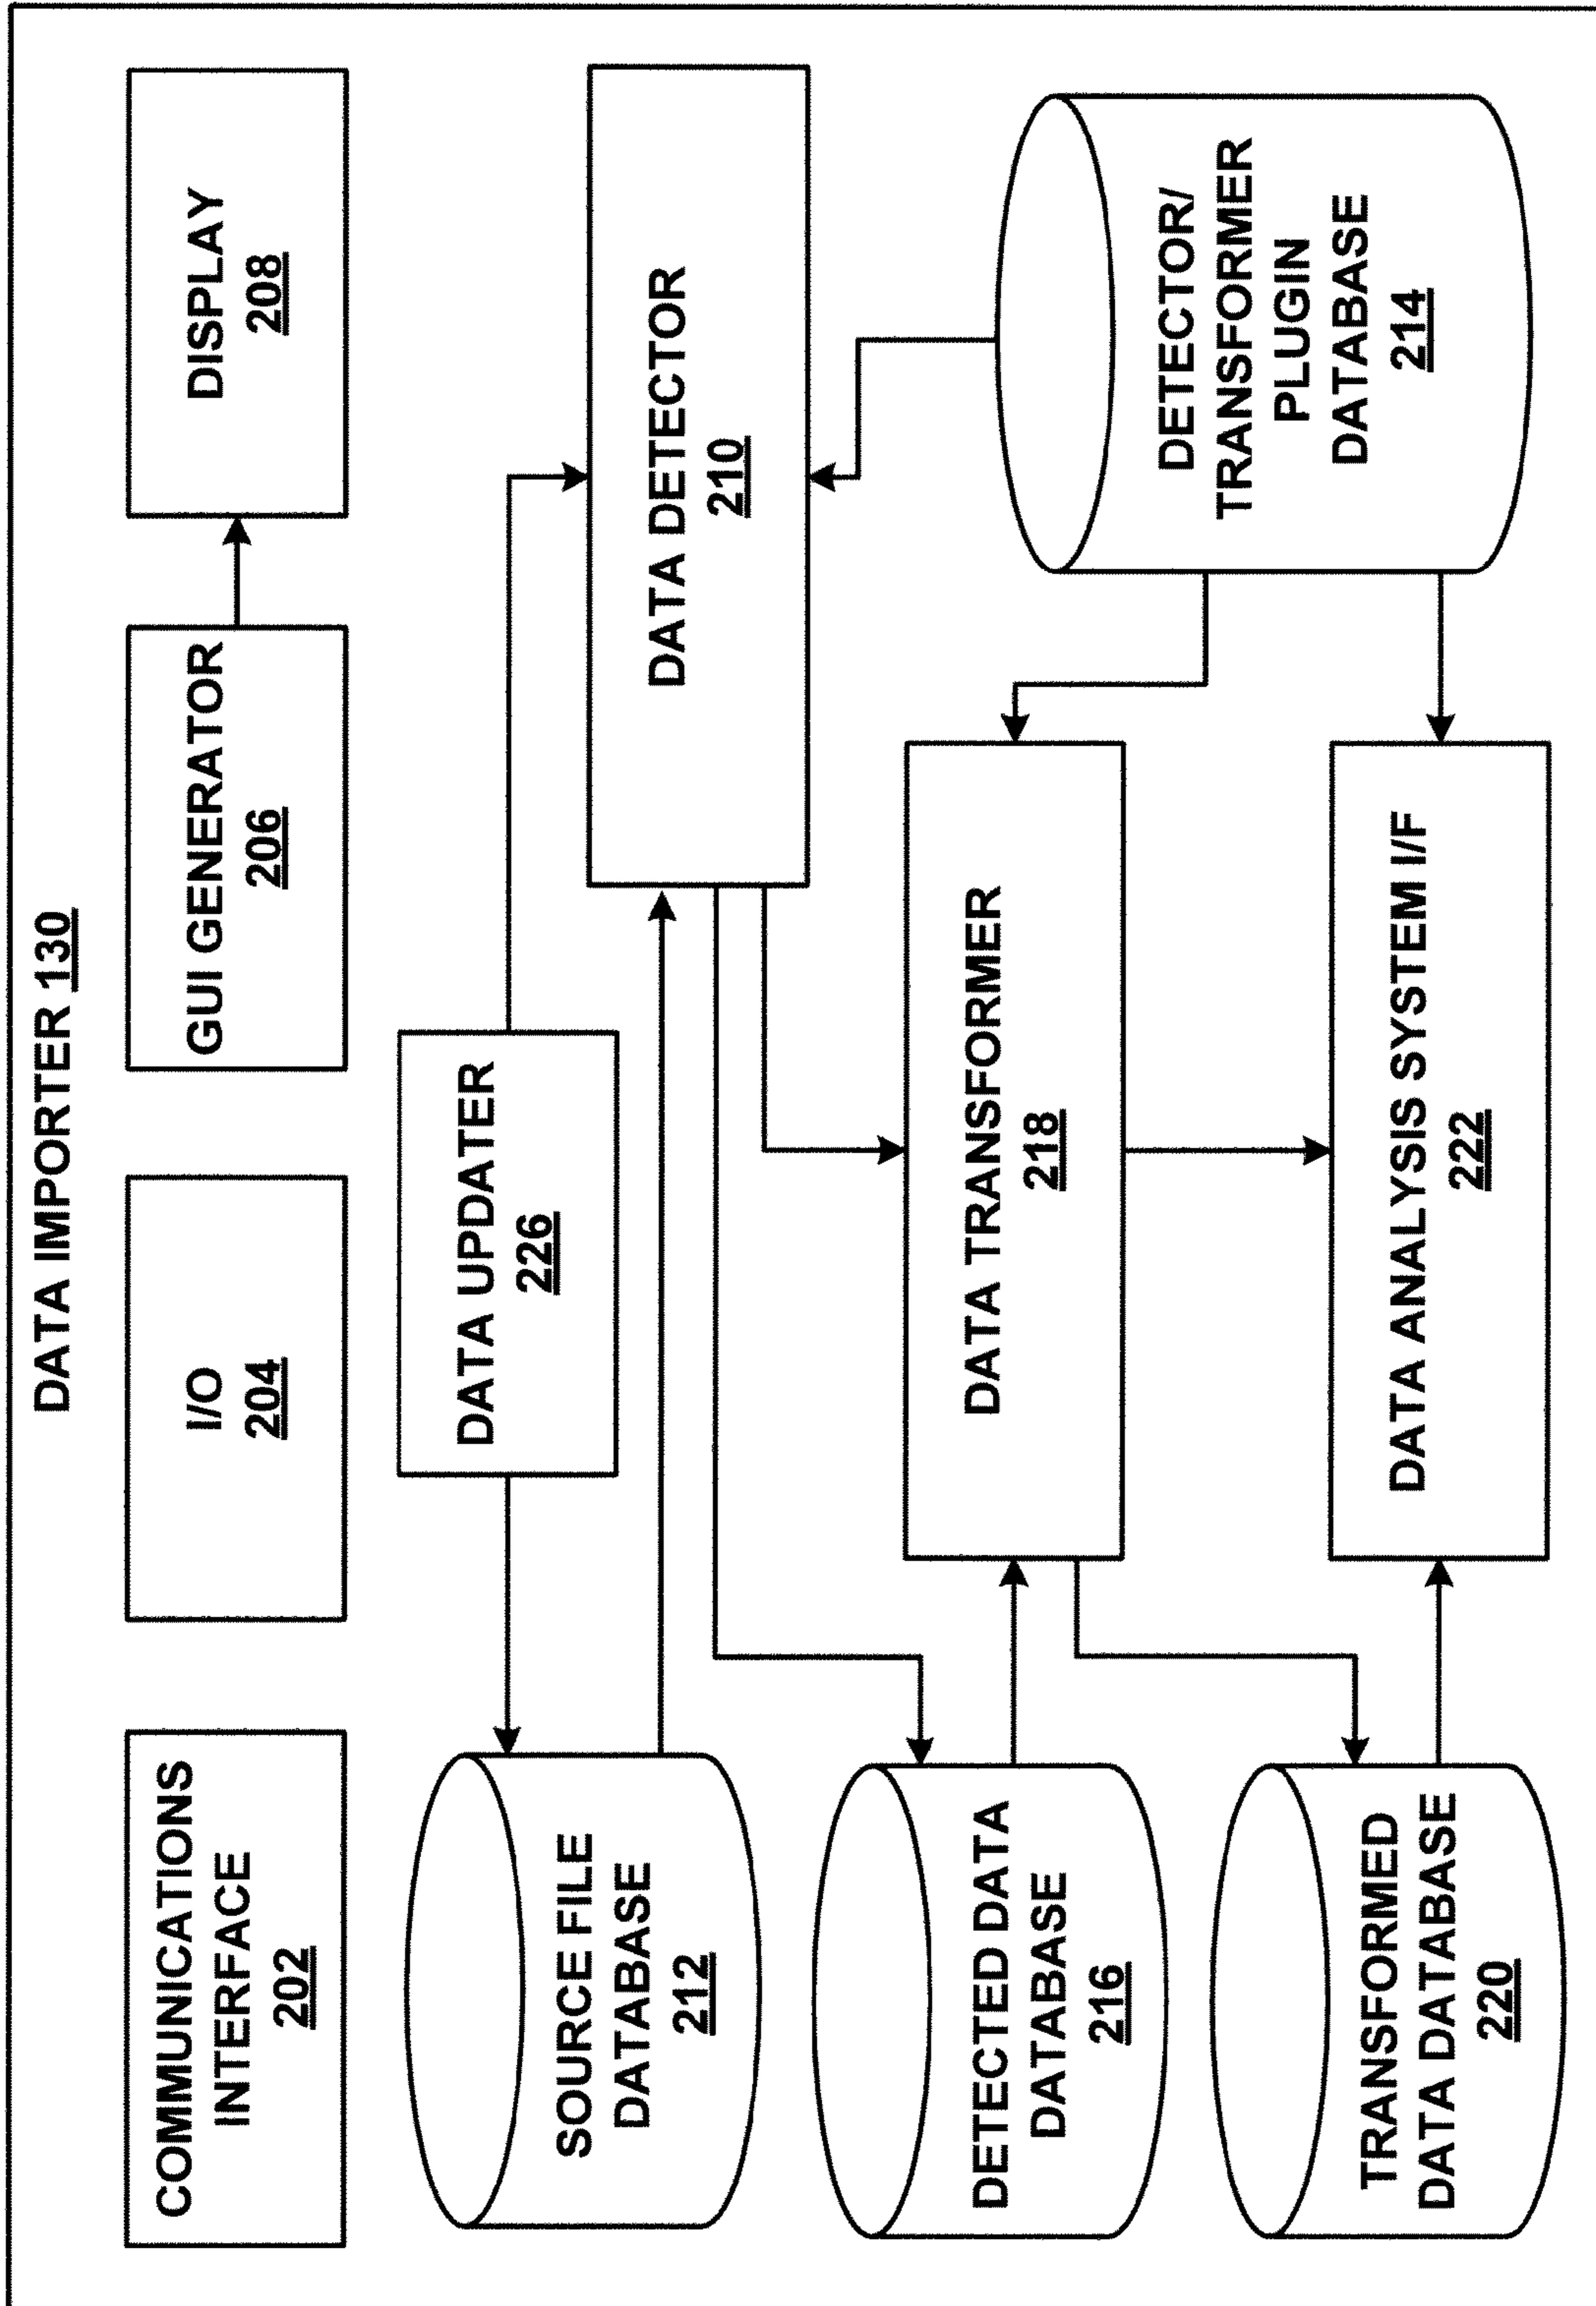 DATA IMPORTER 130
COMMUNICATIONS
INTERFACE
202
I/O
204
GUI GENERATOR
206
DISPLAY
208
DATA UPDATER
226
SOURCE FILE
DATABASE
212
DATA DETECTOR
210
DETECTED DATA
DATABASE
216
DATA TRANSFORMER
218
DETECTOR/
TRANSFORMER
PLUGIN
DATABASE
214
TRANSFORMED
DATA DATABASE
220
DATA ANALYSIS SYSTEM I/F
222